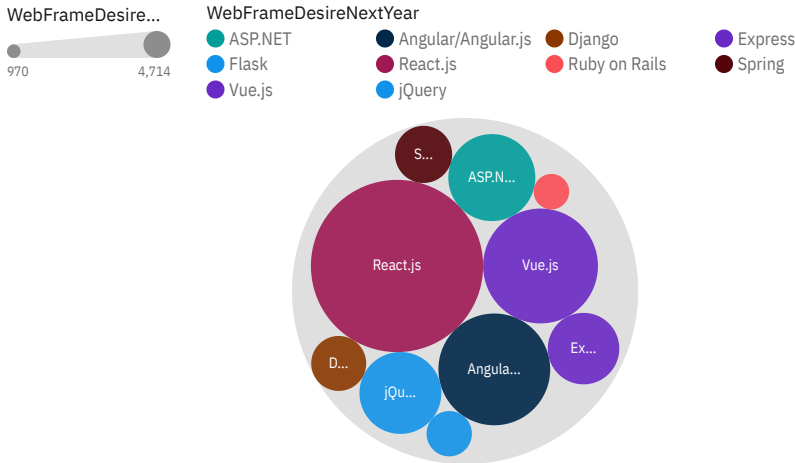 WebFrameDesire...
970 4,714
WebFrameDesireNextYear
ASP.NET Angular/Angular.js Django Express
Flask React.js Ruby on Rails Spring
Vue.js jQuery
S...
ASP.N...
React.js
Vue.js
Ex...
D...
Angula...
jQu...